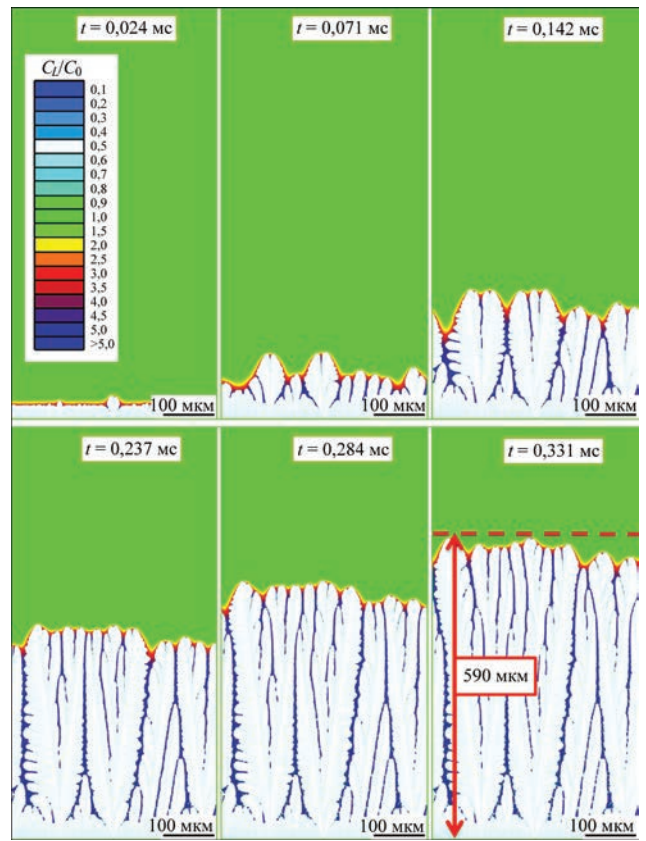 t = 0,024 мс
t = 0,071 мс
t = 0,142 мс
CL/C0
0,1
0,2
0,3
0,4
0,5
0,6
0,7
0,8
0,9
1,0
1,5
2,0
2,5
3,0
3,5
4,0
4,5
5,0
>5,0
100 мкм
100 мкм
100 мкм
t = 0,237 мс
t = 0,284 мс
t = 0,331 мс
590 мкм
100 мкм
100 мкм
100 мкм